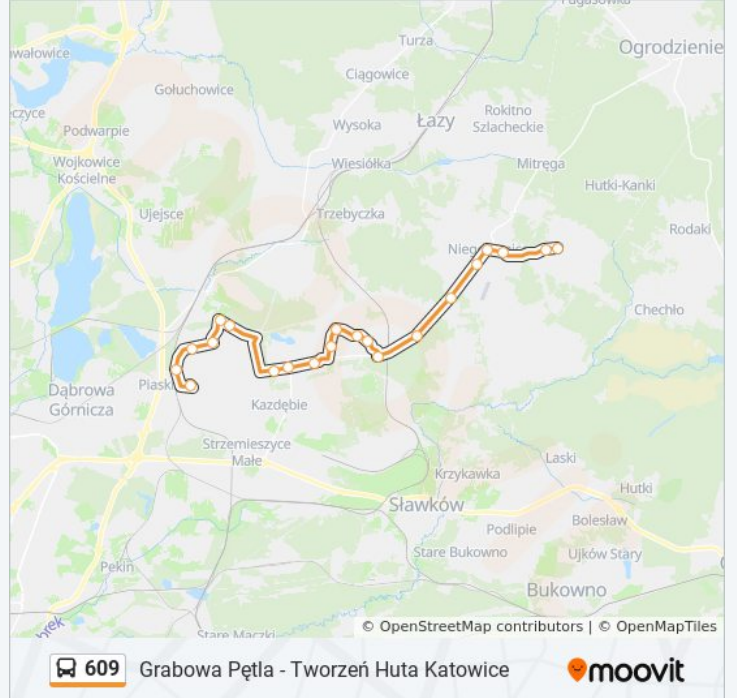 Turza
Ogrodzienie
Ciągowice
Gołuchowice
Rokitno
Szlacheckie
Łazy
Podwarpie
Wysoka
Wojkowice
Kościelne
Wiesiółka
Mitręga
Hutki-Kanki
Ujejsce
Trzebyczka
Rodaki
Chechło
Dąbrowa
Górnicza
Kazdębie
Strzemieszyce
Małe
Laski
Krzykawka
Hutki
Sławków
Podlipie
Bolesław
Stare Bukowno
Ujków Stary
Pekin
Bukowno
© OpenStreetMap contributors | © OpenMapTiles
609 Grabowa Pętla - Tworzeń Huta Katowice
moovit